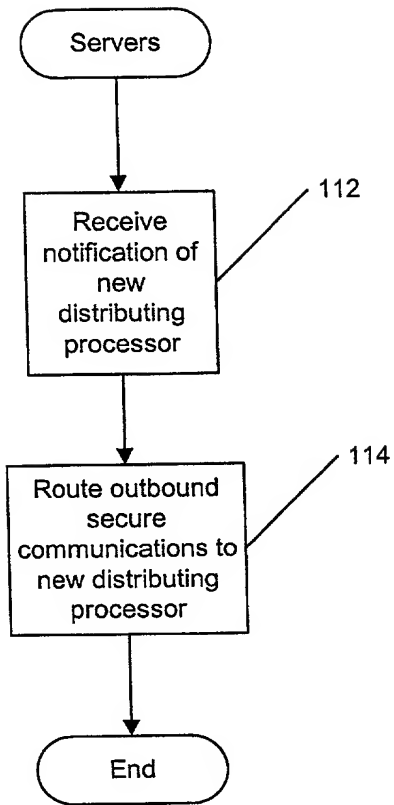 Servers
112
Receive
notification of
new
distributing
processor
114
Route outbound
secure
communications to
new distributing
processor
End